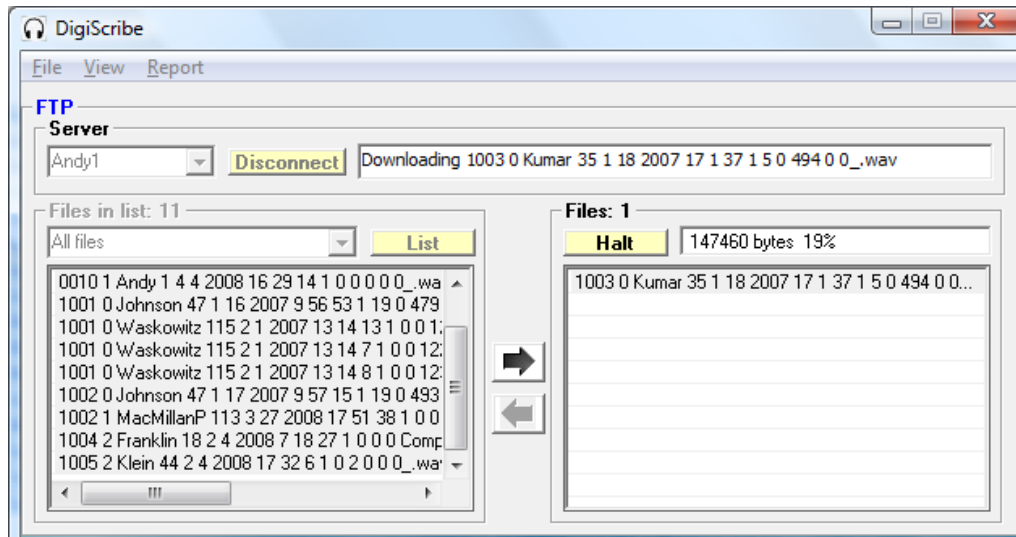 DigiScribe
File View Report
FTP
Server
Andy1 Disconnect Downloading 1003 0 Kumar 35 1 18 2007 17 1 37 1 5 0 494 0 0_.wav
Files in list: 11
All files List
0010 1 Andy 1 4 4 2008 16 29 14 1 0 0 0 0 0_.wa
1001 0 Johnson 47 1 16 2007 9 56 53 1 19 0 479
1001 0 Waskowitz 115 2 1 2007 13 14 13 1 0 0 12
1001 0 Waskowitz 115 2 1 2007 13 14 7 1 0 0 12
1001 0 Waskowitz 115 2 1 2007 13 14 8 1 0 0 12
1002 0 Johnson 47 1 17 2007 9 57 15 1 19 0 493
1002 1 MacMillanP 113 3 27 2008 17 51 38 1 0 0
1004 2 Franklin 18 2 4 2008 7 18 27 1 0 0 0 Comp
1005 2 Klein 44 2 4 2008 17 32 6 1 0 2 0 0 0_.wa
Files: 1
Halt 147460 bytes 19%
1003 0 Kumar 35 1 18 2007 17 1 37 1 5 0 494 0 0...